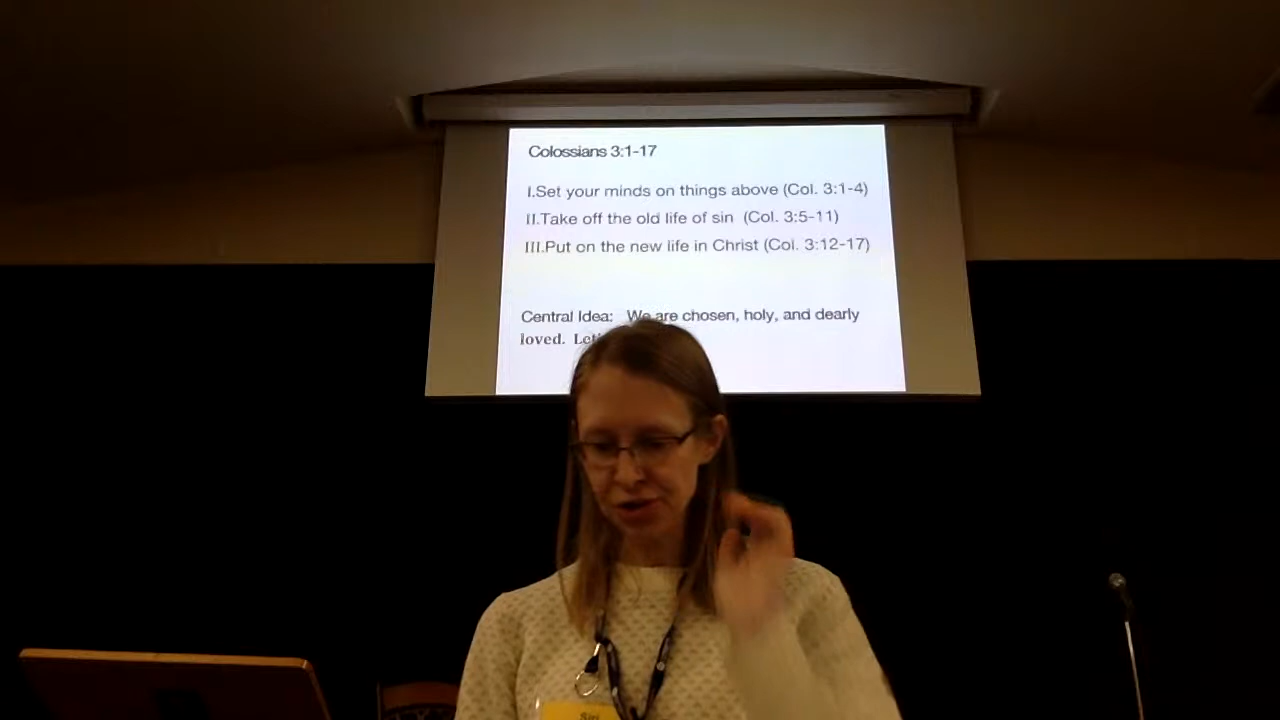 Colossians 3:1-17
I.Set your minds on things above (Col. 3:1-4)
II.Take off the old life of sin (Col. 3:5-11)
III.Put on the new life in Christ (Col. 3:12-17)
Central Idea: We are chosen, holy, and dearly
loved.
Siri